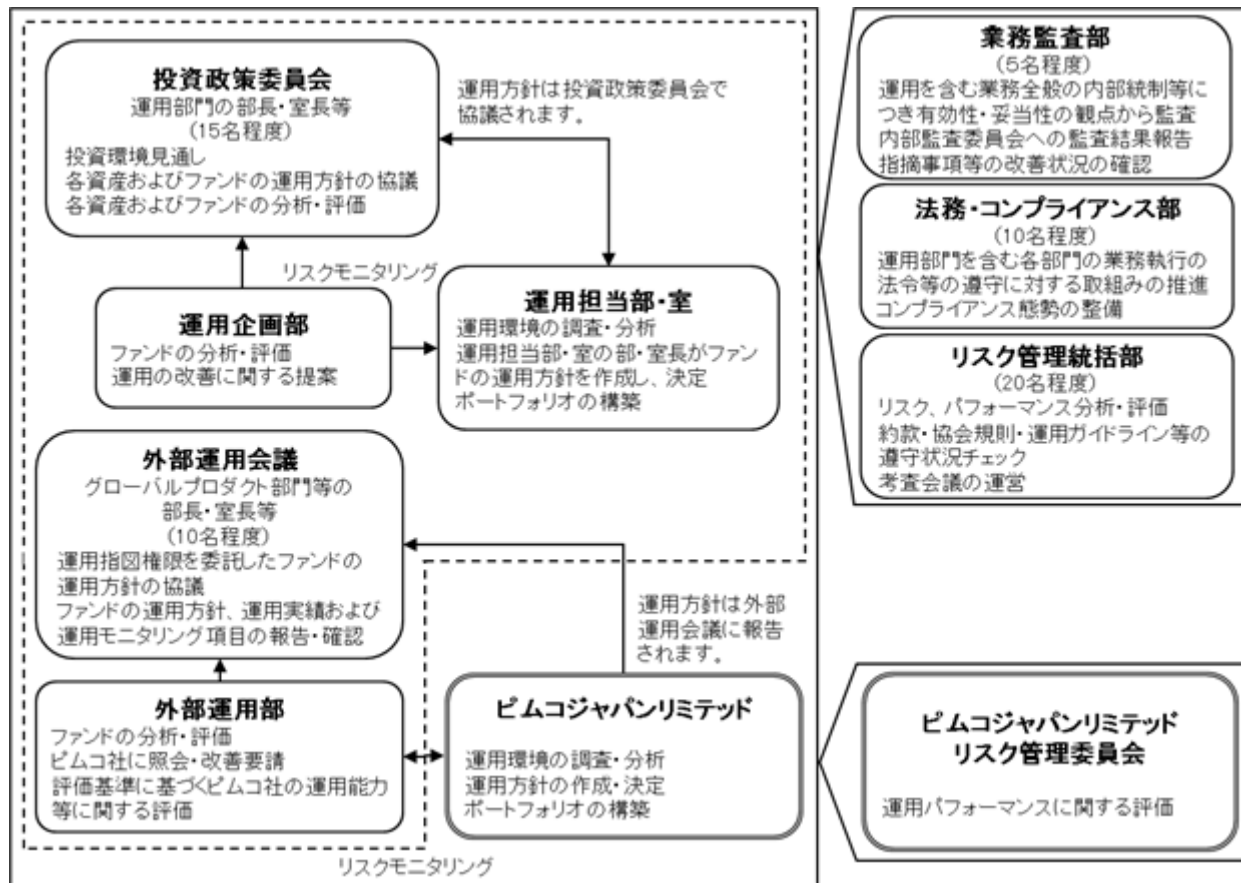 投資政策委員会
運用部門の部長・室長等
(15名程度)
投資環境見通し
各資産およびファンドの運用方針の協議
各資産およびファンドの分析・評価
運用方針は投資政策委員会で
協議されます。
リスクモニタリング
運用企画部
ファンドの分析・評価
運用の改善に関する提案
運用担当部・室
運用環境の調査・分析
運用担当部・室の部・室長がファン
ドの運用方針を作成し、決定
ポートフォリオの構築
外部運用会議
グローバルプロダクト部門等の
部長・室長等
(10名程度)
運用指図権限を委託したファンドの
運用方針の協議
ファンドの運用方針、運用実績および
運用モニタリング項目の報告・確認
運用方針は外部
運用会議に報告
されます。
外部運用部
ファンドの分析・評価
ピムコ社に照会・改善要請
評価基準に基づくピムコ社の運用能力
等に関する評価
ピムコジャパンリミテッド
運用環境の調査・分析
運用方針の作成・決定
ポートフォリオの構築
リスクモニタリング
業務監査部
(5名程度)
運用を含む業務全般の内部統制等に
つき有効性・妥当性の観点から監査
内部監査委員会への監査結果報告
指摘事項等の改善状況の確認
法務・コンプライアンス部
(10名程度)
運用部門を含む各部門の業務執行の
法令等の遵守に対する取組みの推進
コンプライアンス態勢の整備
リスク管理統括部
(20名程度)
リスク、パフォーマンス分析・評価
約款・協会規則・運用ガイドライン等の
遵守状況チェック
考査会議の運営
ピムコジャパンリミテッド
リスク管理委員会
運用パフォーマンスに関する評価